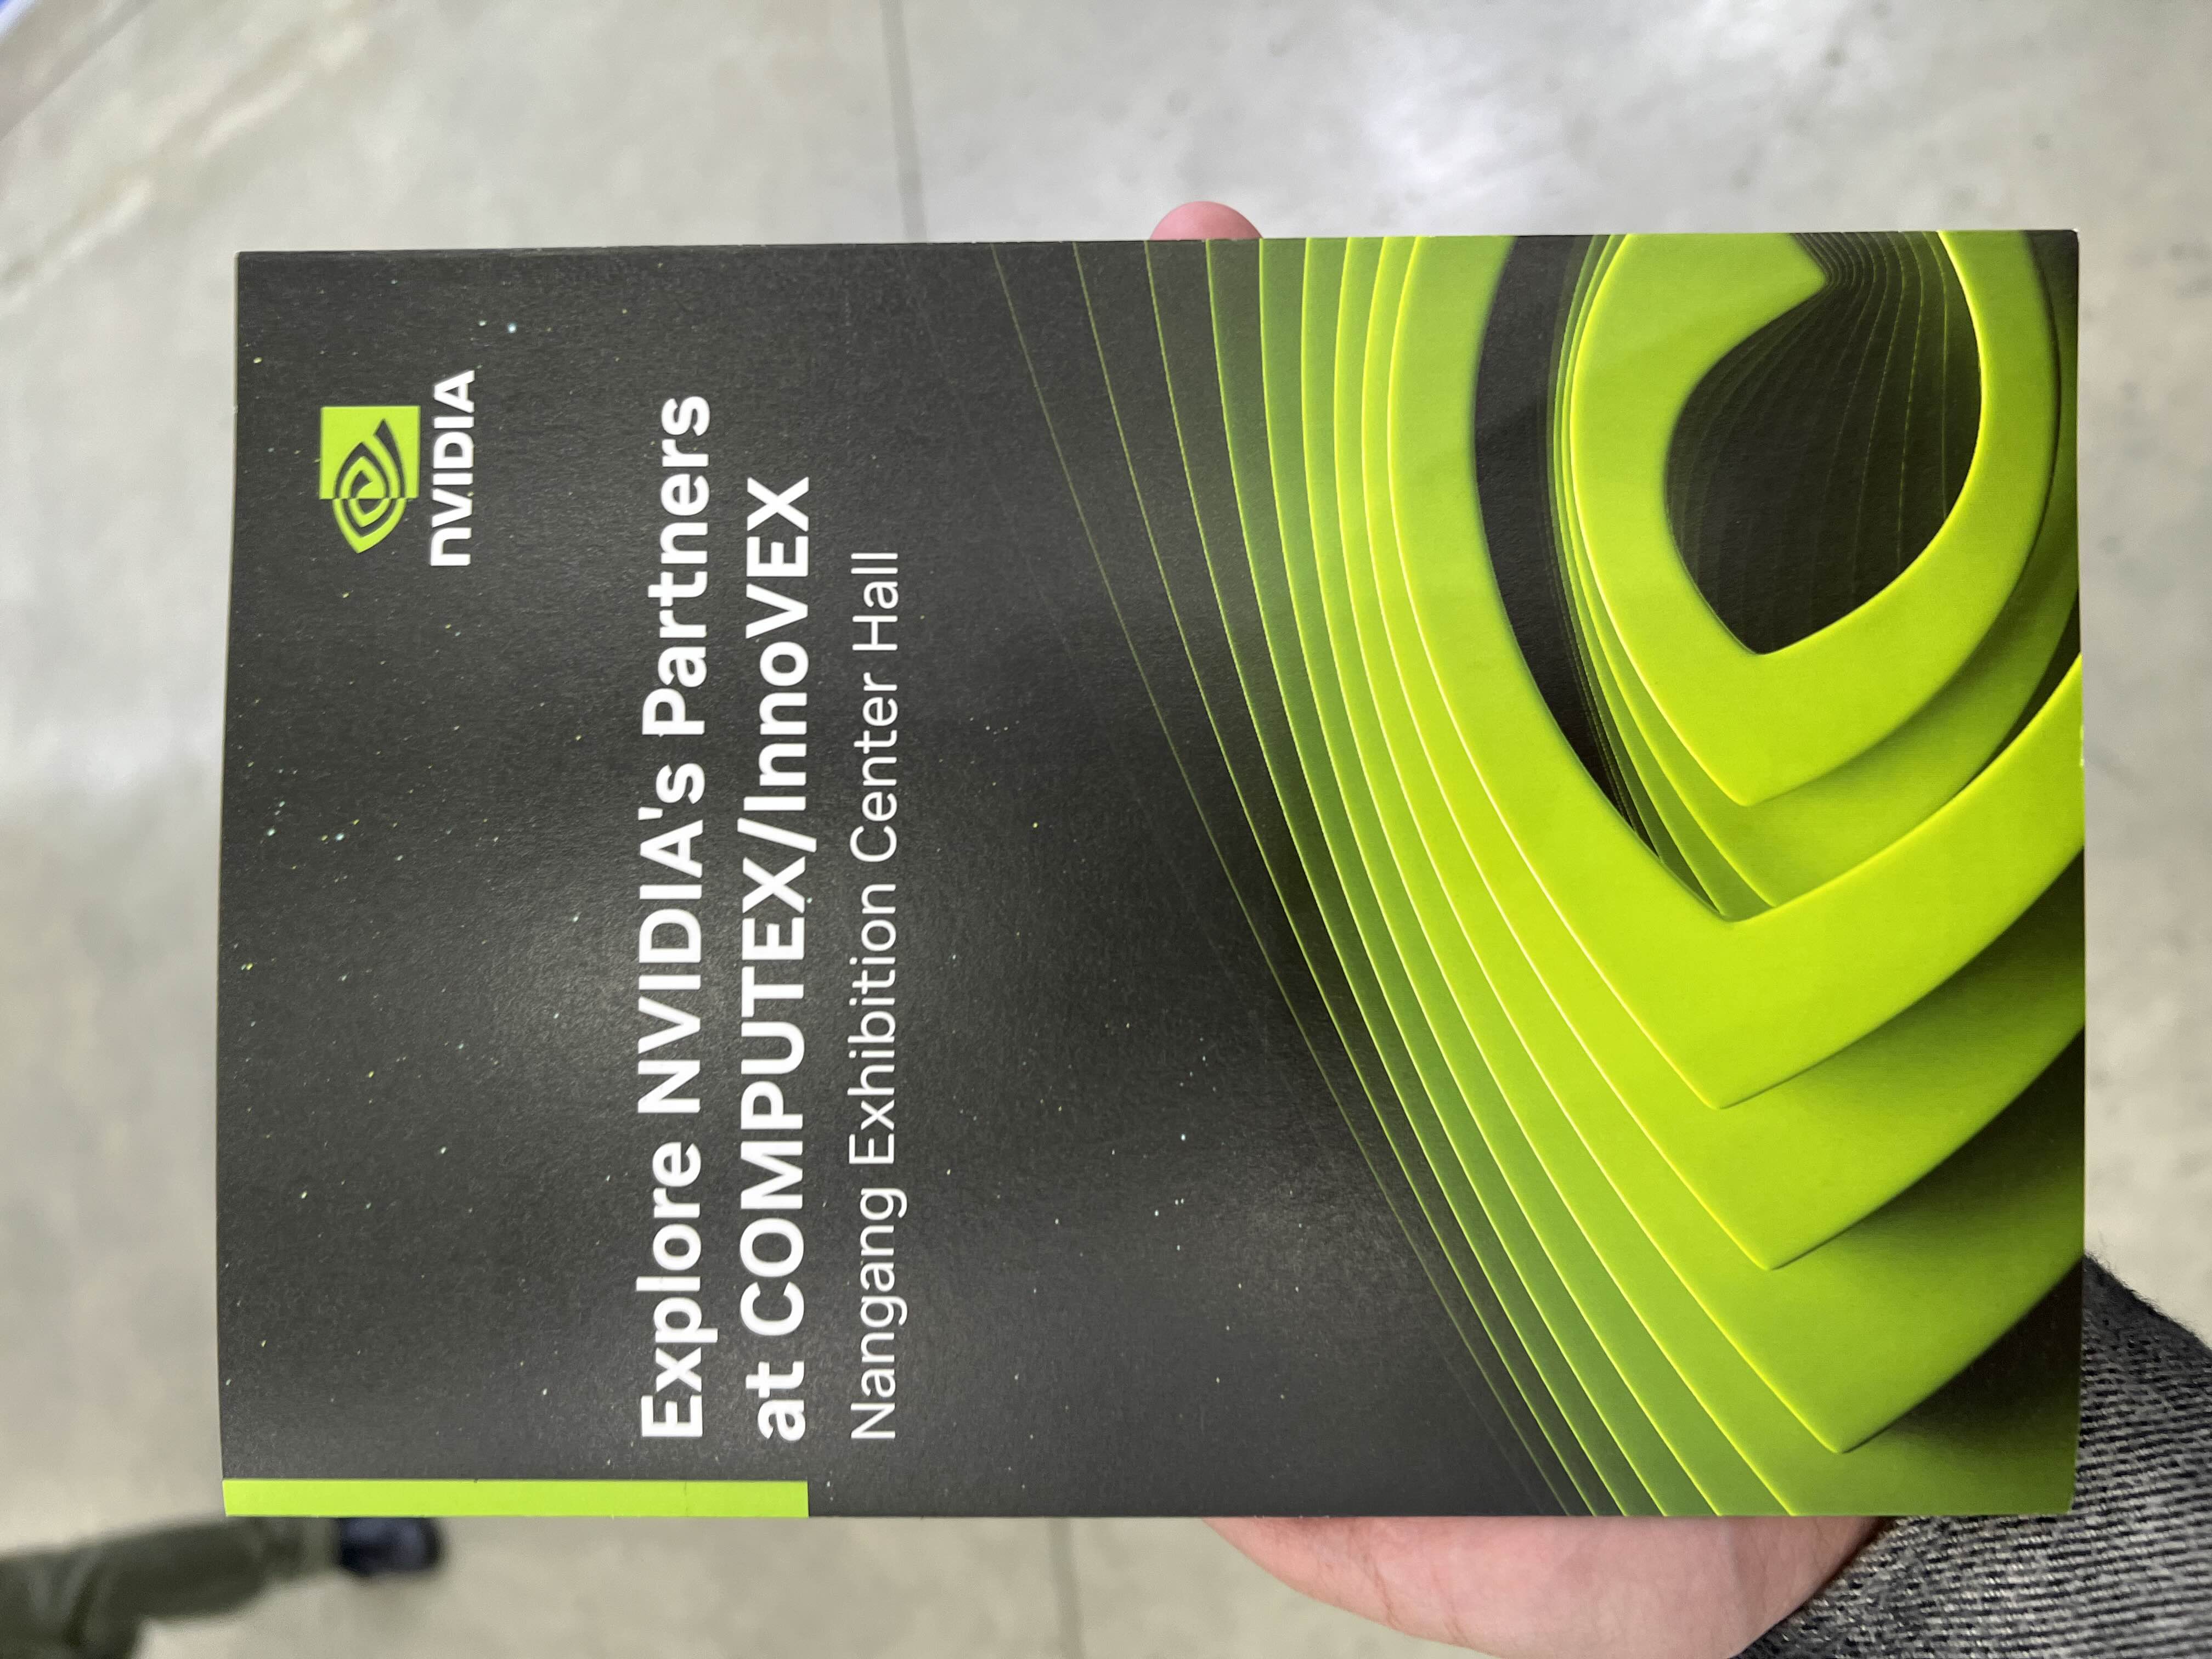 NVIDIA
Explore NVIDIA's Partners
at COMPUTEX/InnoVEX
Nangang Exhibition Center Hall